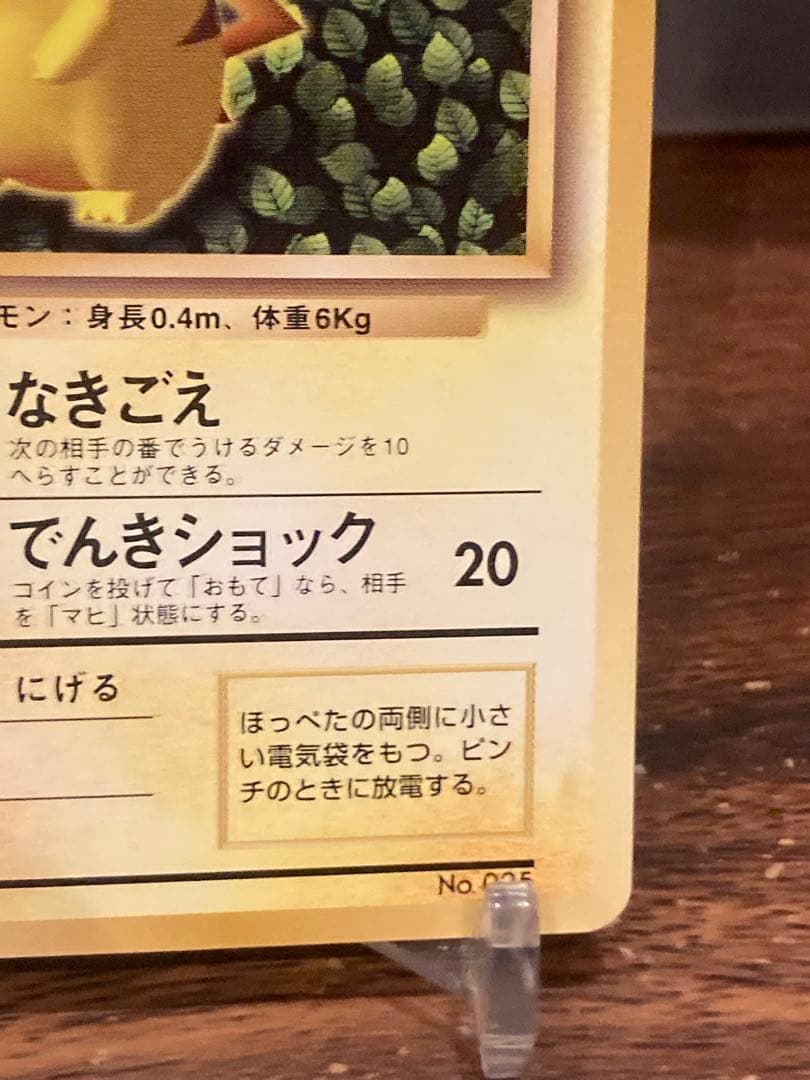 モン：身長0.4m、体重6Kg
なきごえ
次の相手の番でうけるダメージを10
へらすことができる。
でんきショック
20
コインを投げて「おもて」なら、相手
を「マヒ」状態にする。
にげる
ほっぺたの両側に小さ
い電気袋をもつ。ピン
チのときに放電する。
No. 025